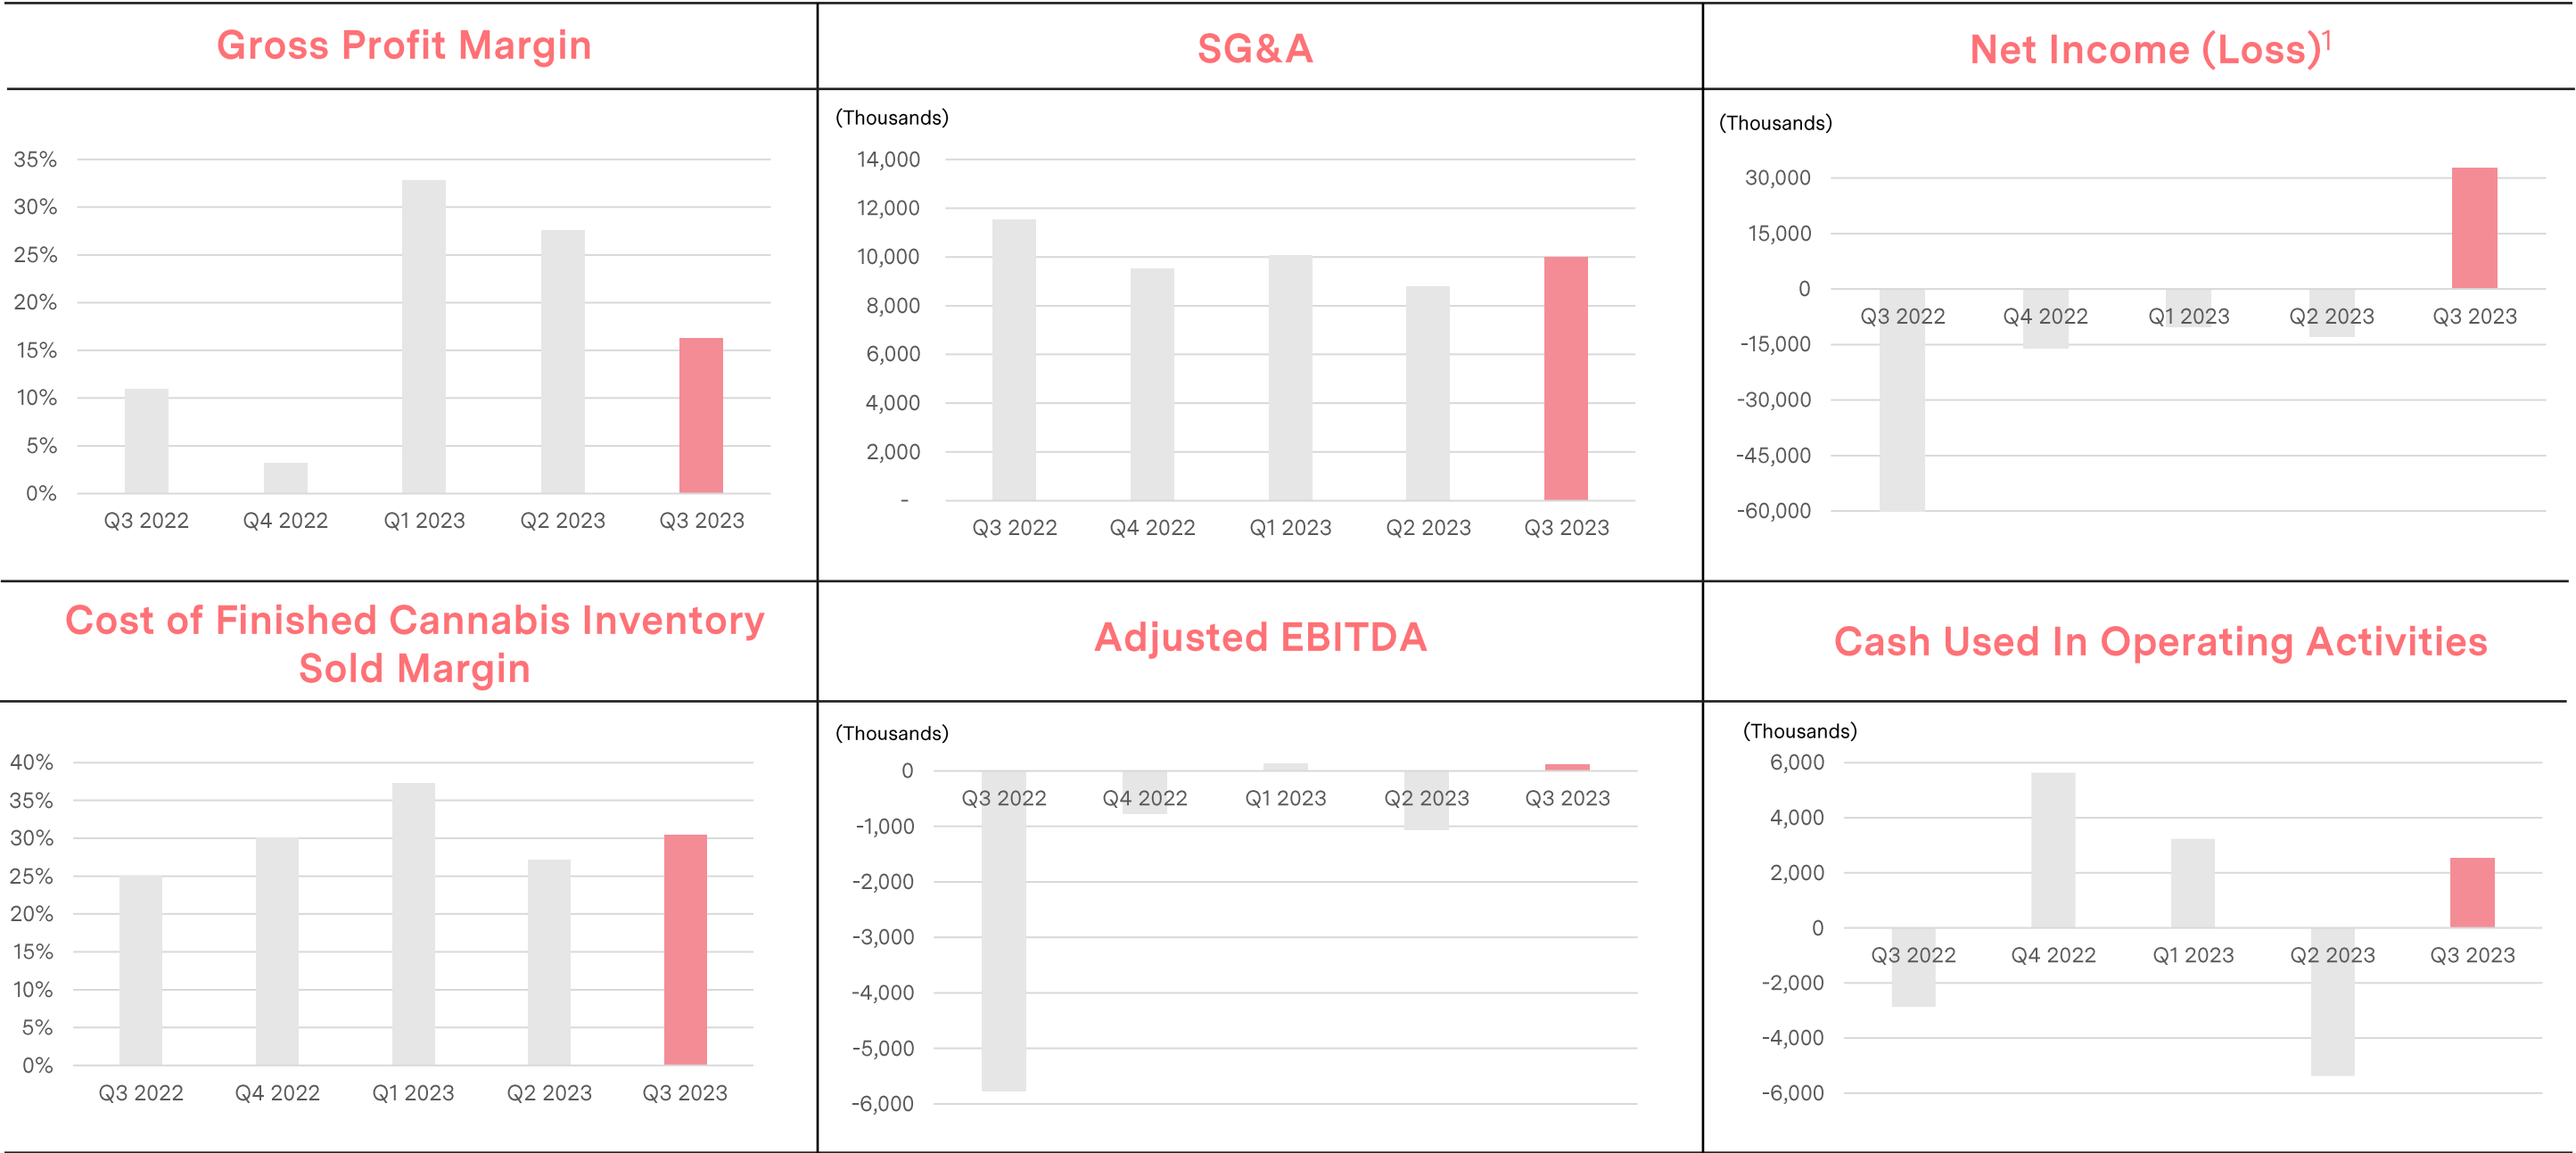 Gross Profit Margin
35%
30%
25%
20%
15%
10%
5%
0%
Q3 2022 Q4 2022 Q1 2023 Q2 2023 Q3 2023
SG&A
(Thousands)
14,000
12,000
10,000
8,000
6,000
4,000
2,000
-
Q3 2022 Q4 2022 Q1 2023 Q2 2023 Q3 2023
Net Income (Loss)¹
(Thousands)
30,000
15,000
0
Q3 2022 Q4 2022 Q1 2023 Q2 2023 Q3 2023
-15,000
-30,000
-45,000
-60,000
Cost of Finished Cannabis Inventory
Sold Margin
40%
35%
30%
25%
20%
15%
10%
5%
0%
Q3 2022 Q4 2022 Q1 2023 Q2 2023 Q3 2023
Adjusted EBITDA
(Thousands)
0
Q3 2022 Q4 2022 Q1 2023 Q2 2023 Q3 2023
-1,000
-2,000
-3,000
-4,000
-5,000
-6,000
Cash Used In Operating Activities
(Thousands)
6,000
4,000
2,000
0
Q3 2022 Q4 2022 Q1 2023 Q2 2023 Q3 2023
-2,000
-4,000
-6,000